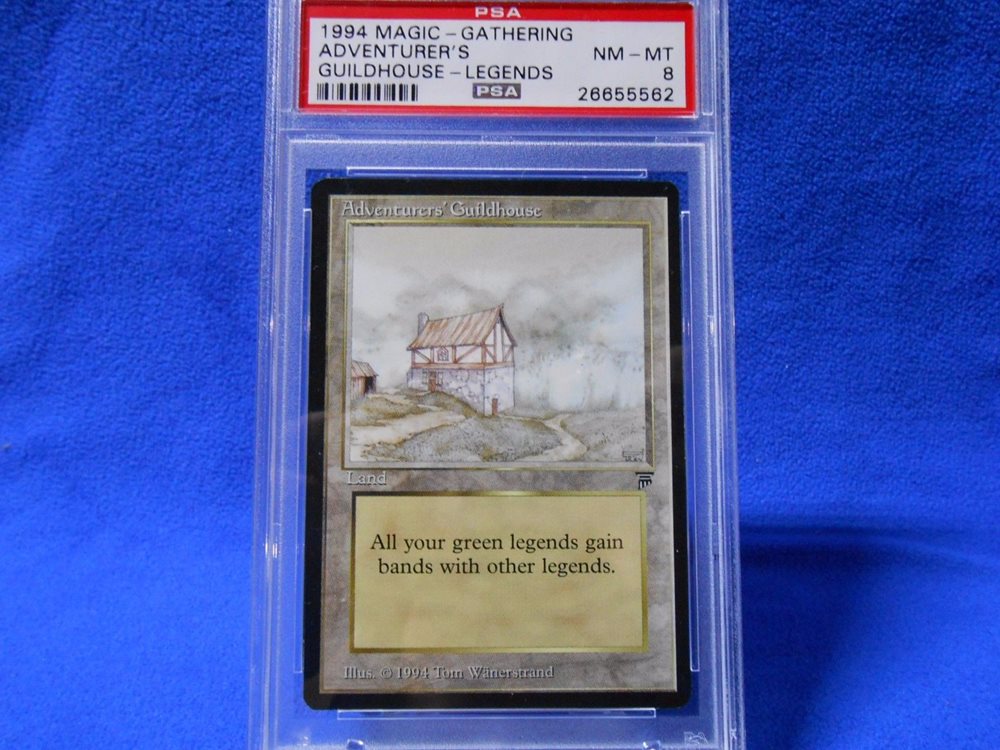 PSA
1994 MAGIC – GATHERING
ADVENTURER'S NM – MT
GUILDHOUSE – LEGENDS 8
PSA 26655562
Adventurers' Guildhouse
Land
All your green legends gain
bands with other legends.
Illus. © 1994 Tom Wänerstrand